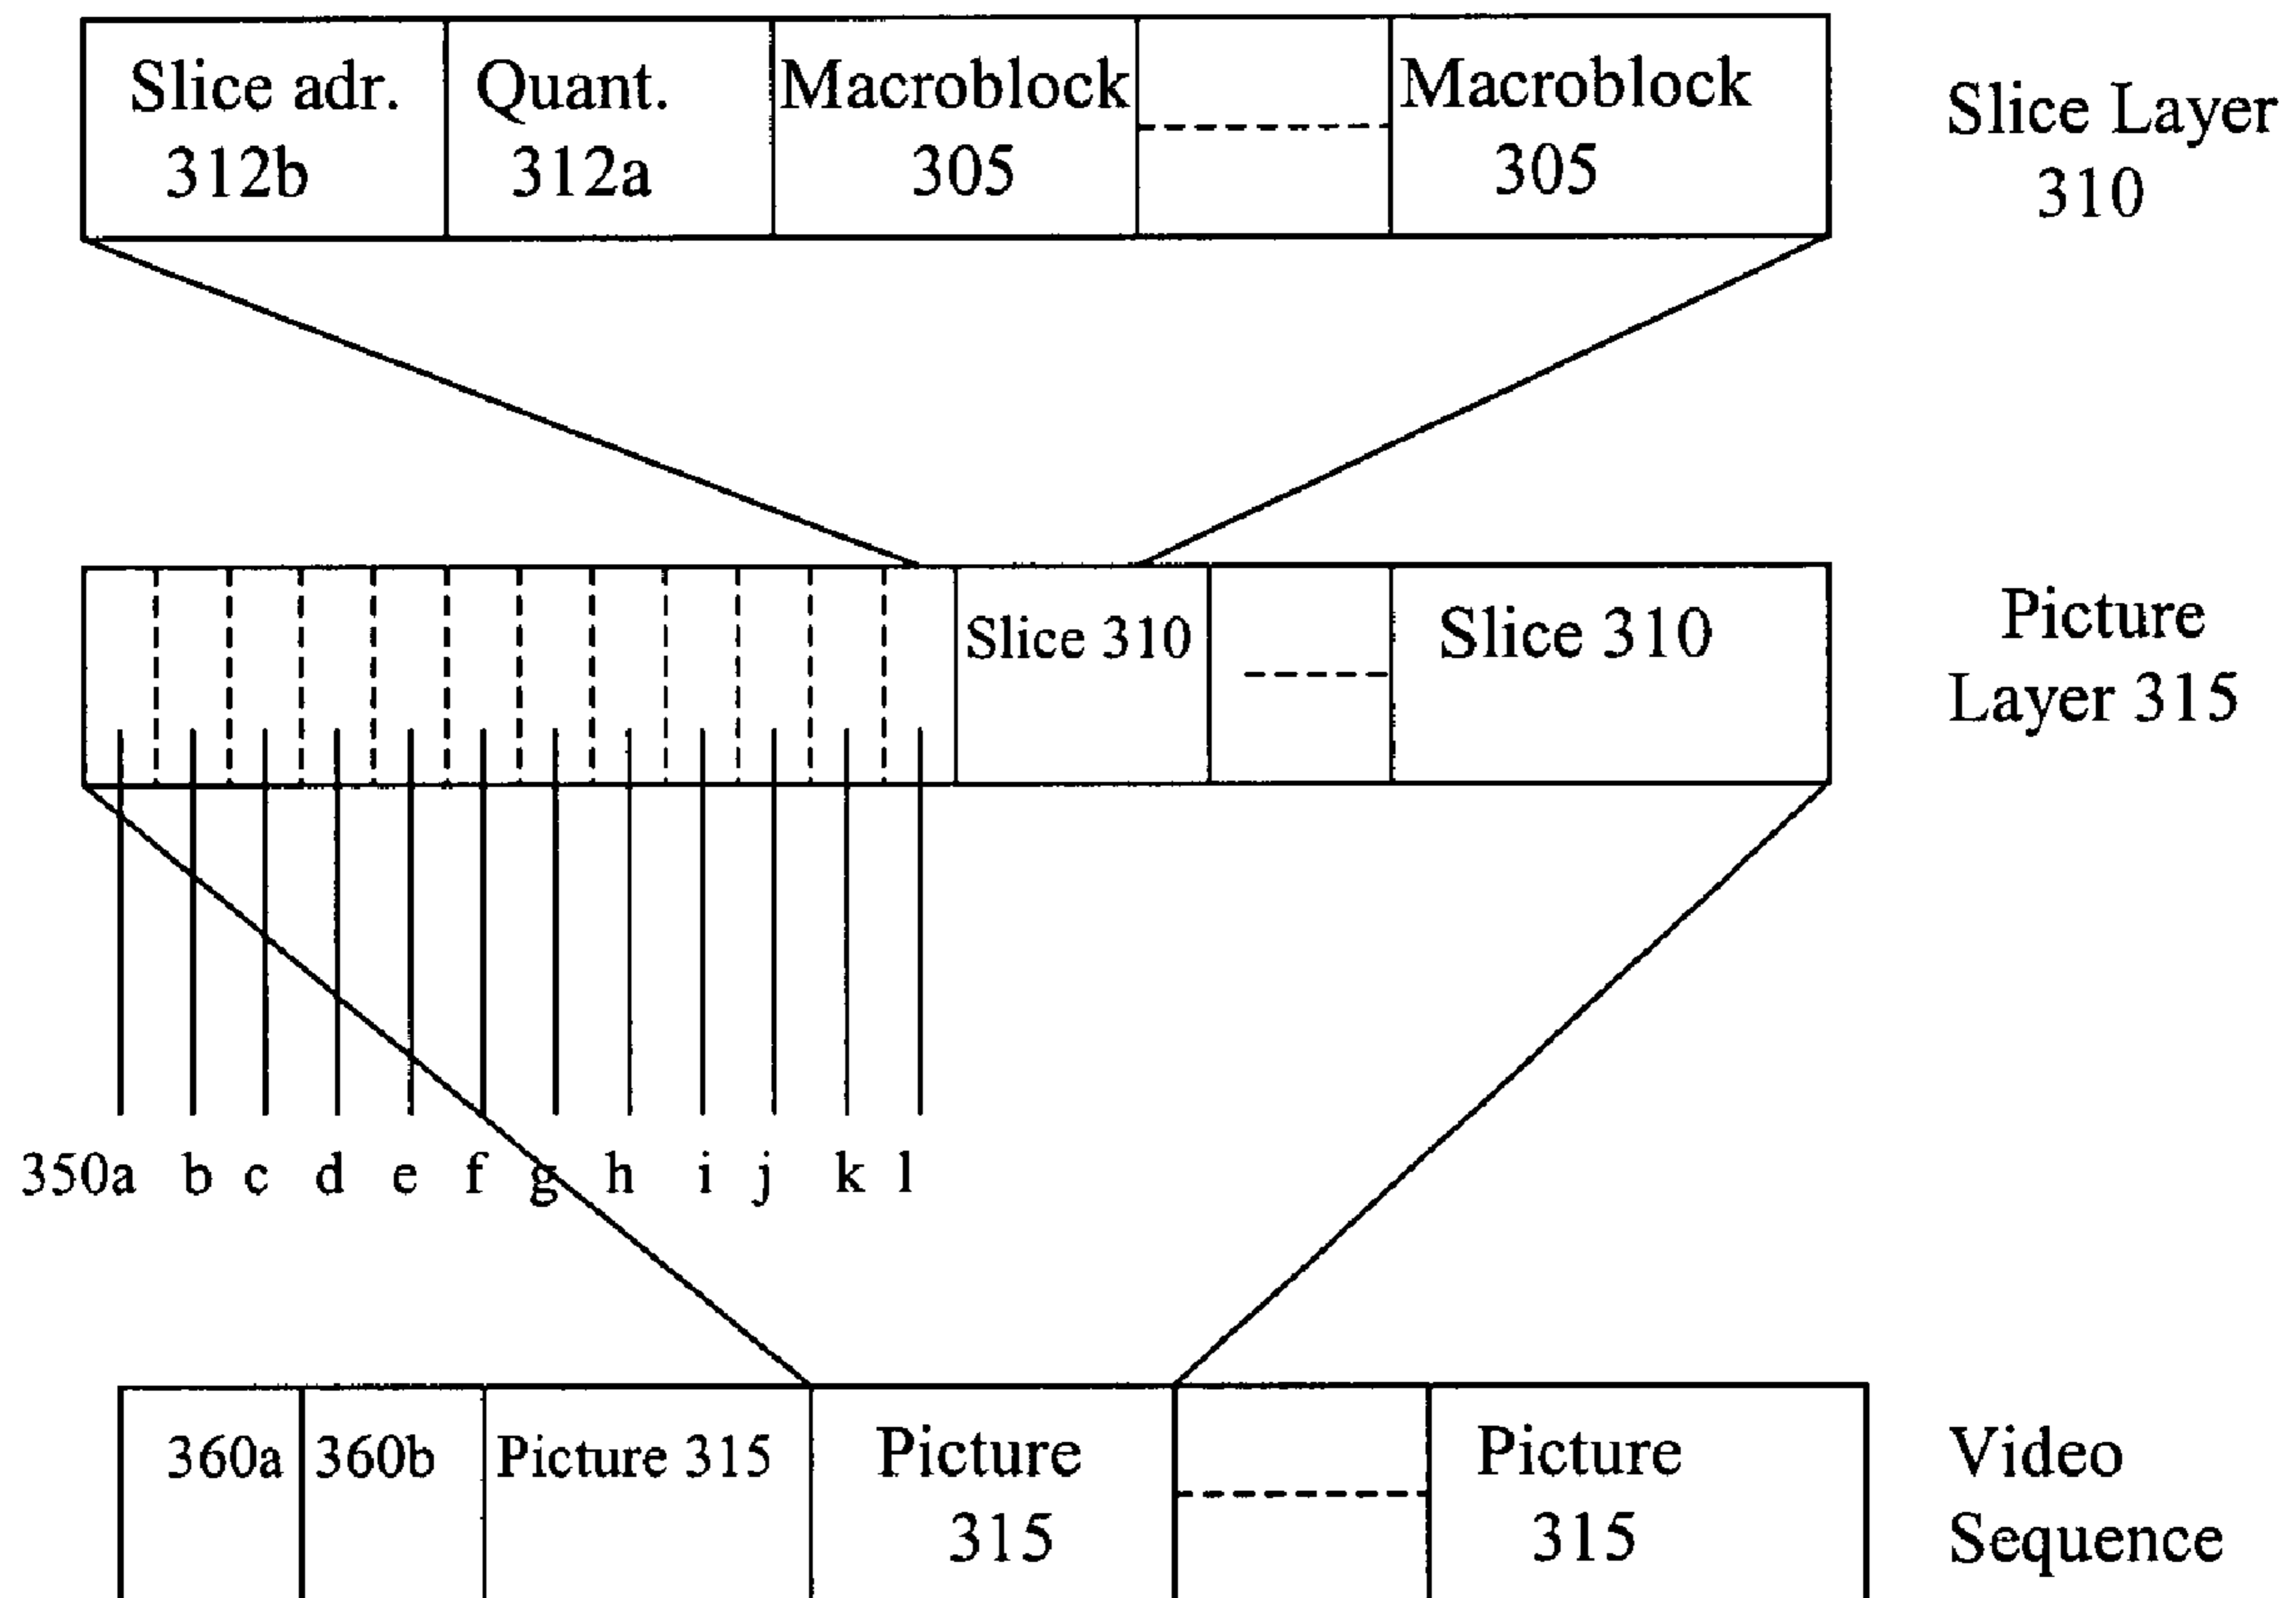 Slice adr.
312b
Quant.
312a
Macroblock
305
Macroblock
305
Slice Layer
310
Slice 310
Slice 310
Picture
Layer 315
350a b c d e f g h i j k l
360a
360b
Picture 315
Picture
315
Picture
315
Video
Sequence